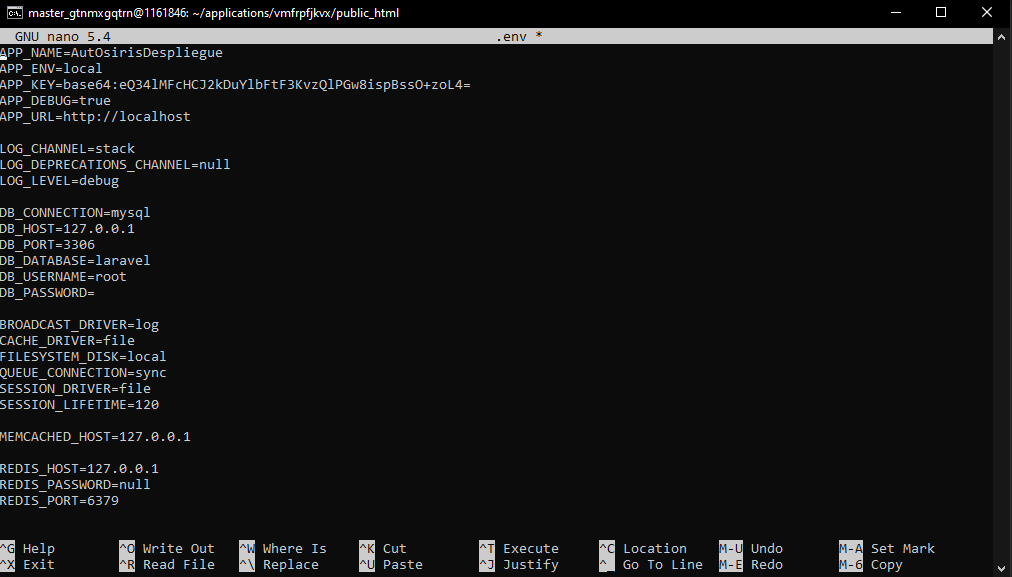 master_gtnmxgqtrn@1161846: ~/applications/vmfrpfjkvx/public_html
GNU nano 5.4 .env *
APP_NAME=AutOsirisDespliegue
APP_ENV=local
APP_KEY=base64:eQ34lMFcHCJ2kDuYlbFtF3KvzQlPGw8ispBssO+zoL4=
APP_DEBUG=true
APP_URL=http://localhost
LOG_CHANNEL=stack
LOG_DEPRECATIONS_CHANNEL=null
LOG_LEVEL=debug
DB_CONNECTION=mysql
DB_HOST=127.0.0.1
DB_PORT=3306
DB_DATABASE=laravel
DB_USERNAME=root
DB_PASSWORD=
BROADCAST_DRIVER=log
CACHE_DRIVER=file
FILESYSTEM_DISK=local
QUEUE_CONNECTION=sync
SESSION_DRIVER=file
SESSION_LIFETIME=120
MEMCACHED_HOST=127.0.0.1
REDIS_HOST=127.0.0.1
REDIS_PASSWORD=null
REDIS_PORT=6379
^G Help ^O Write Out ^W Where Is ^K Cut ^T Execute ^C Location M-U Undo M-A Set Mark
^X Exit ^R Read File ^\ Replace ^U Paste ^J Justify ^_ Go To Line M-E Redo M-6 Copy